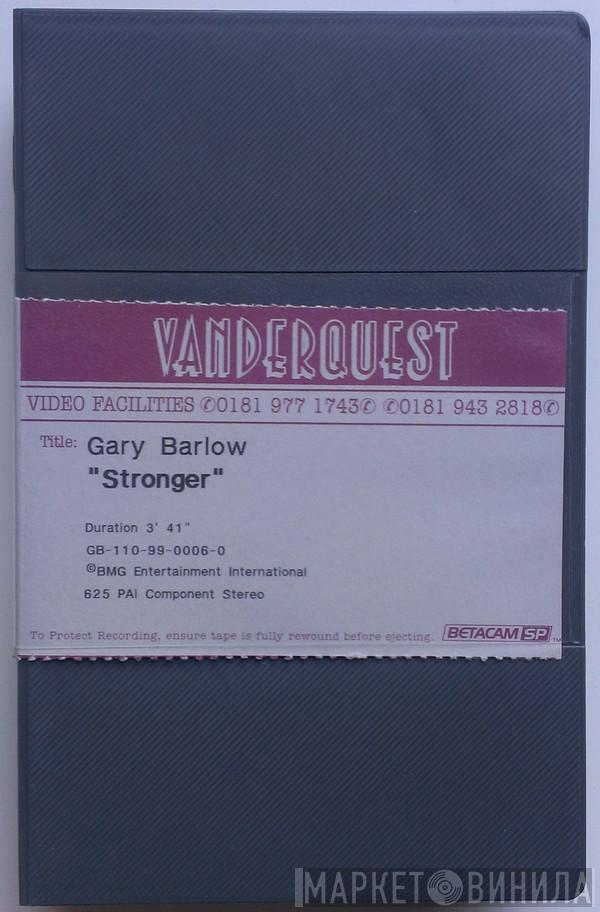 VANDERQUEST
VIDEO FACILITIES ✆0181 977 1743✆ ✆0181 943 2818✆
Title: Gary Barlow
"Stronger"
Duration 3' 41"
GB-110-99-0006-0
©BMG Entertainment International
625 PAl Component Stereo
To Protect Recording, ensure tape is fully rewound before ejecting. BETACAM SP™
МАРКЕТ ВИНИЛА